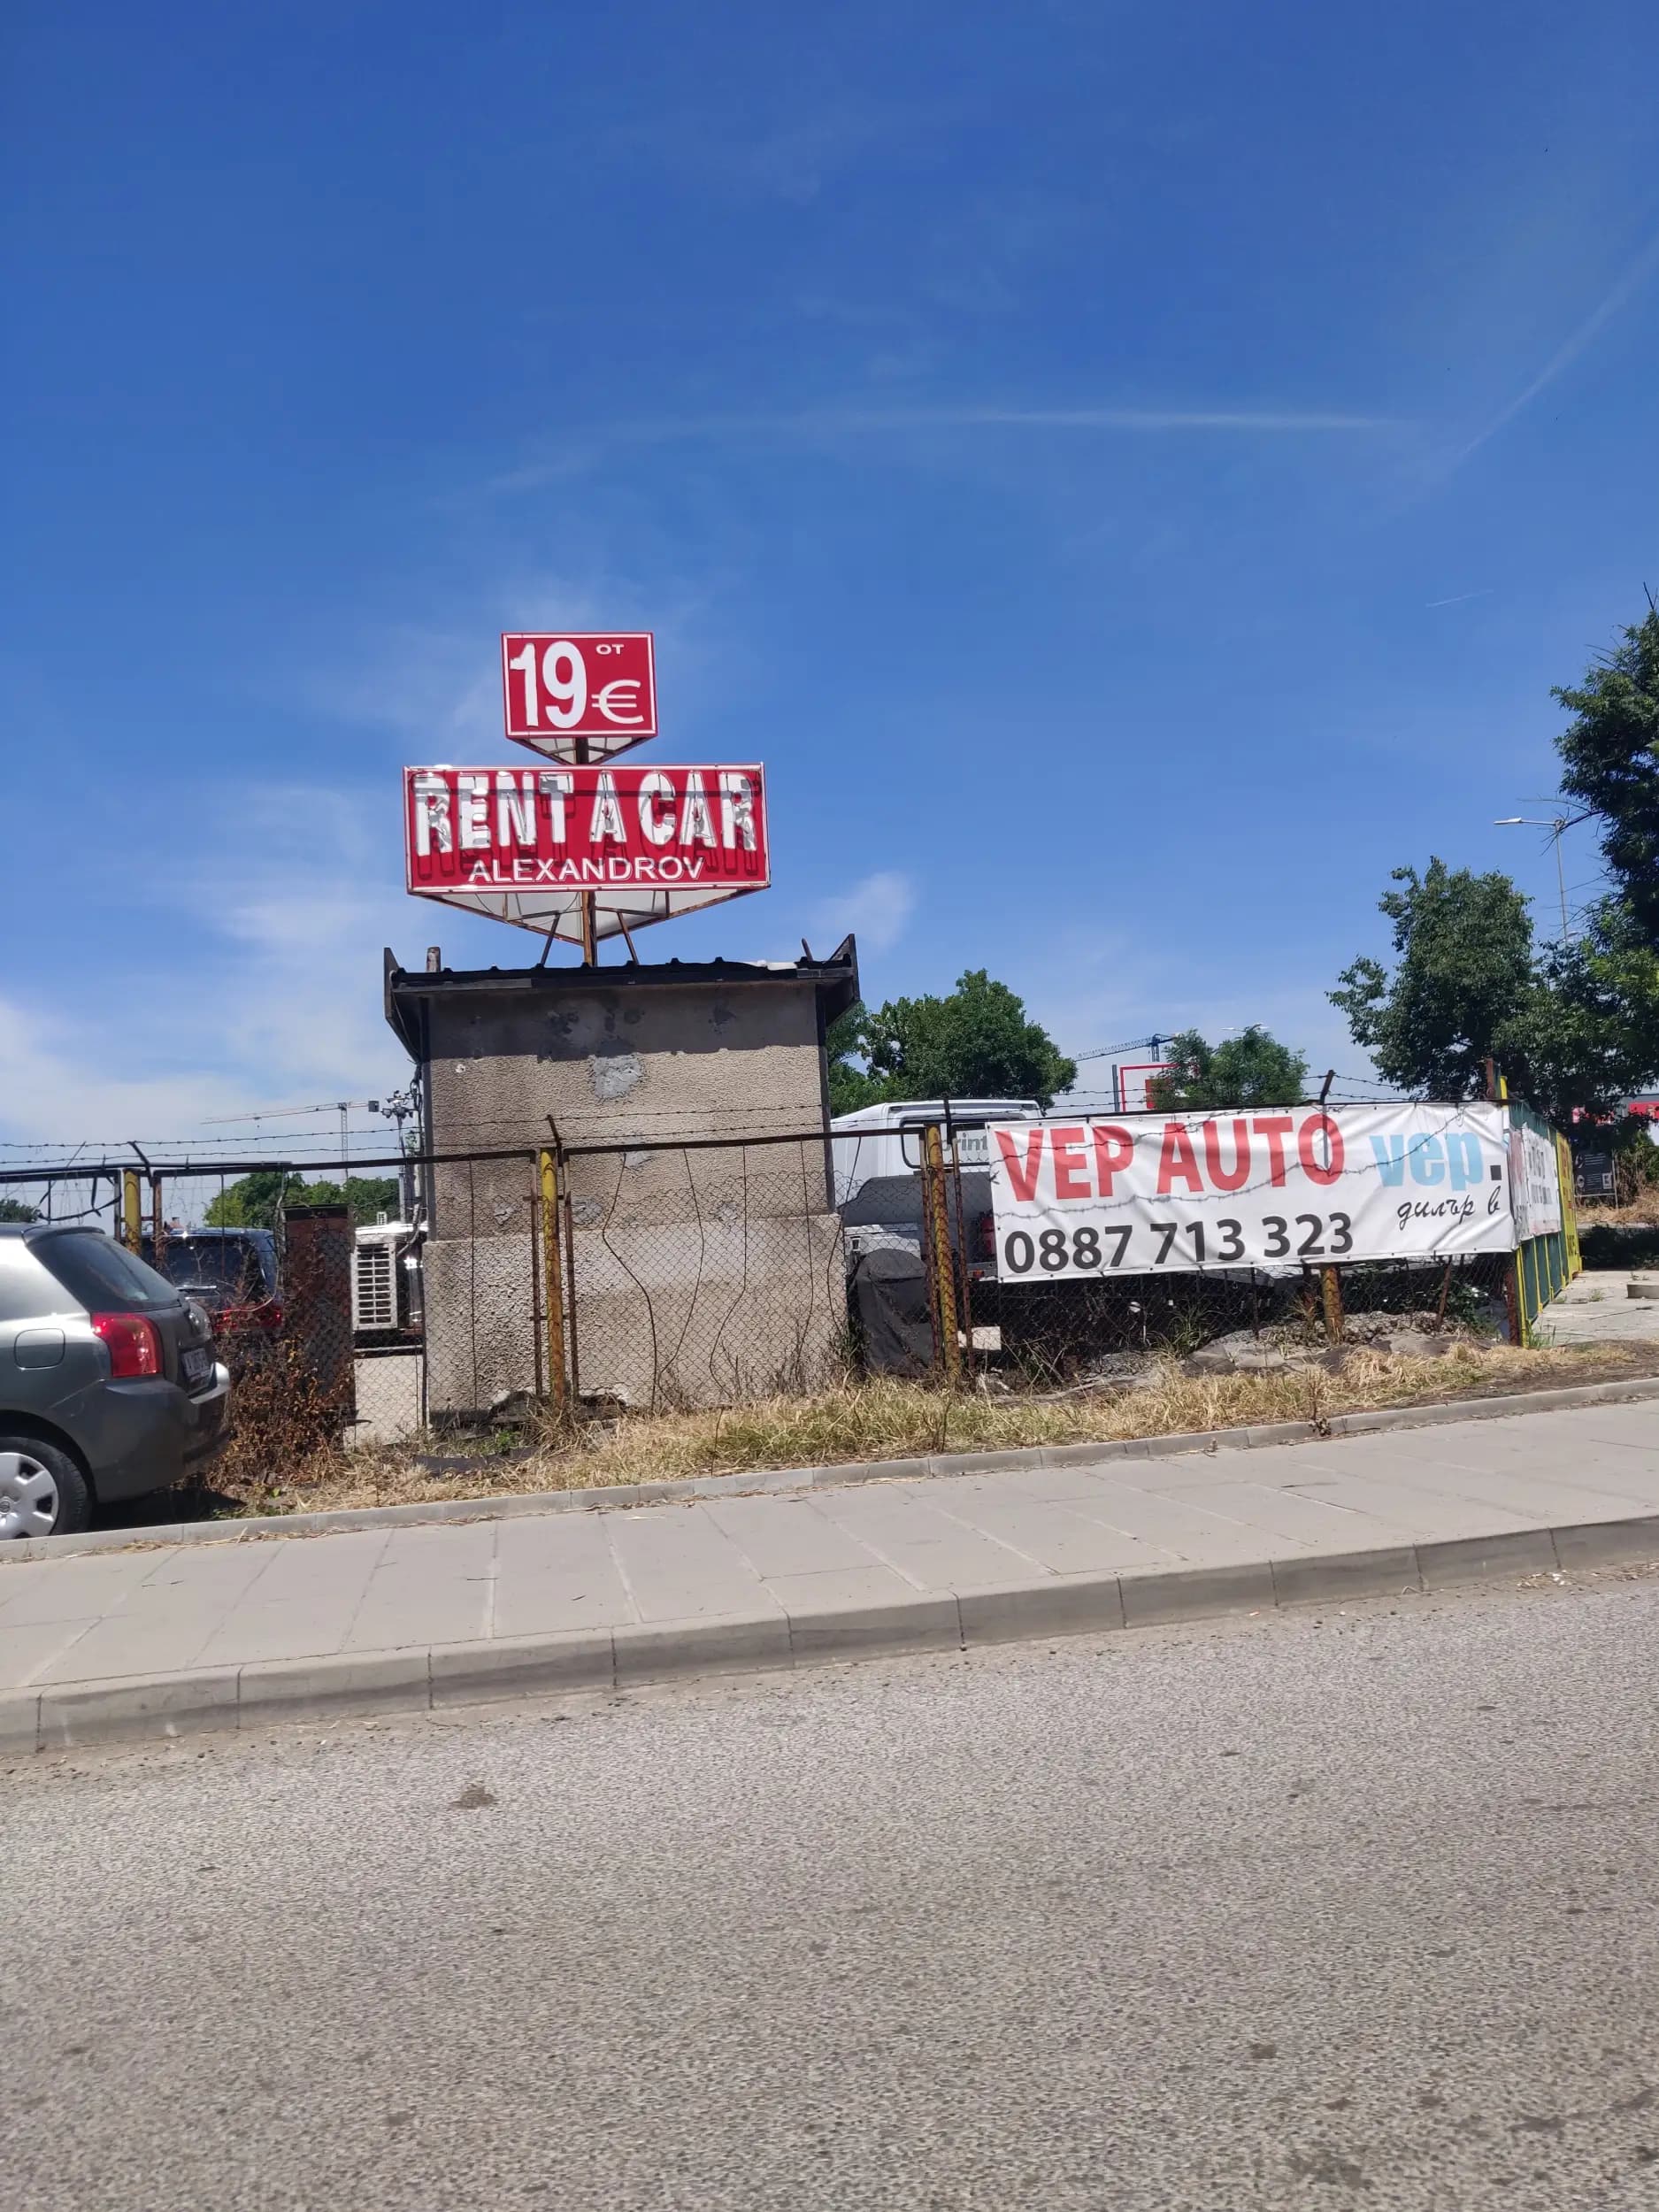 от
19 €
RENT A CAR
ALEXANDROV
VEP AUTO vep.
дилър в
0887 713 323